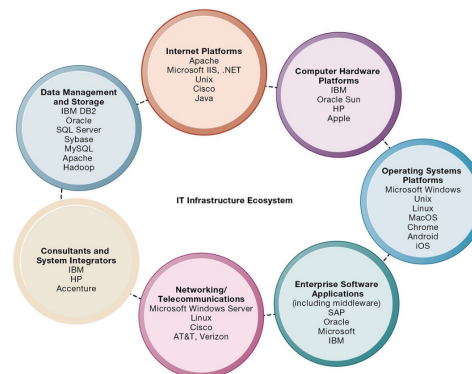 Internet Platforms
Apache
Microsoft IIS, .NET
Unix
Cisco
Java
Computer Hardware
Platforms
IBM
Oracle Sun
HP
Apple
Data Management
and Storage
IBM DB2
Oracle
SQL Server
Sybase
MySQL
Apache
Hadoop
Operating Systems
Platforms
Microsoft Windows
Unix
Linux
MacOS
Chrome
Android
iOS
IT Infrastructure Ecosystem
Consultants and
System Integrators
IBM
HP
Accenture
Networking/
Telecommunications
Microsoft Windows Server
Linux
Cisco
AT&T, Verizon
Enterprise Software
Applications
(including middleware)
SAP
Oracle
Microsoft
IBM